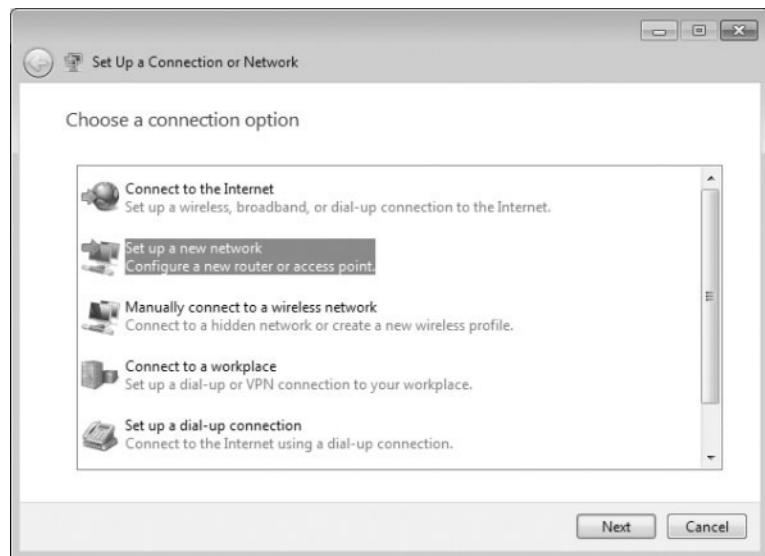 Set Up a Connection or Network
Choose a connection option
Connect to the Internet
Set up a wireless, broadband, or dial-up connection to the Internet.
Set up a new network
Configure a new router or access point.
Manually connect to a wireless network
Connect to a hidden network or create a new wireless profile.
Connect to a workplace
Set up a dial-up or VPN connection to your workplace.
Set up a dial-up connection
Connect to the Internet using a dial-up connection.
Next Cancel